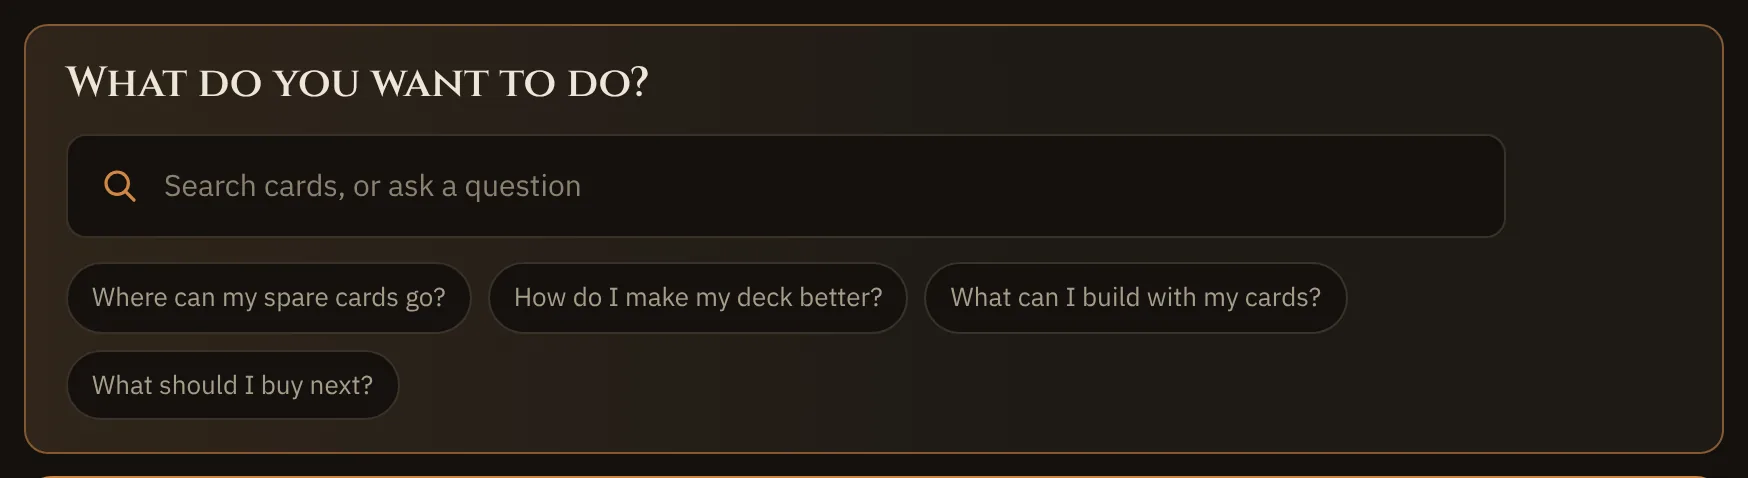 What do you want to do?
Search cards, or ask a question
Where can my spare cards go? How do I make my deck better? What can I build with my cards?
What should I buy next?